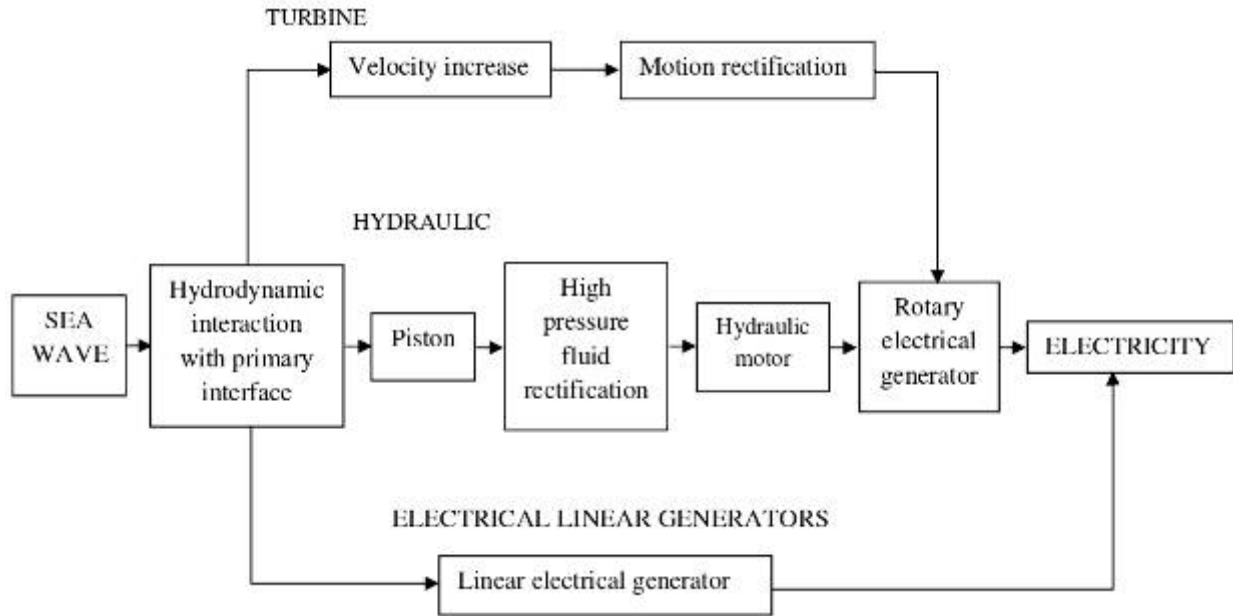 TURBINE
Velocity increase
Motion rectification
HYDRAULIC
SEA
WAVE
Hydrodynamic
interaction
with primary
interface
Piston
High
pressure
fluid
rectification
Hydraulic
motor
Rotary
electrical
generator
ELECTRICITY
ELECTRICAL LINEAR GENERATORS
Linear electrical generator